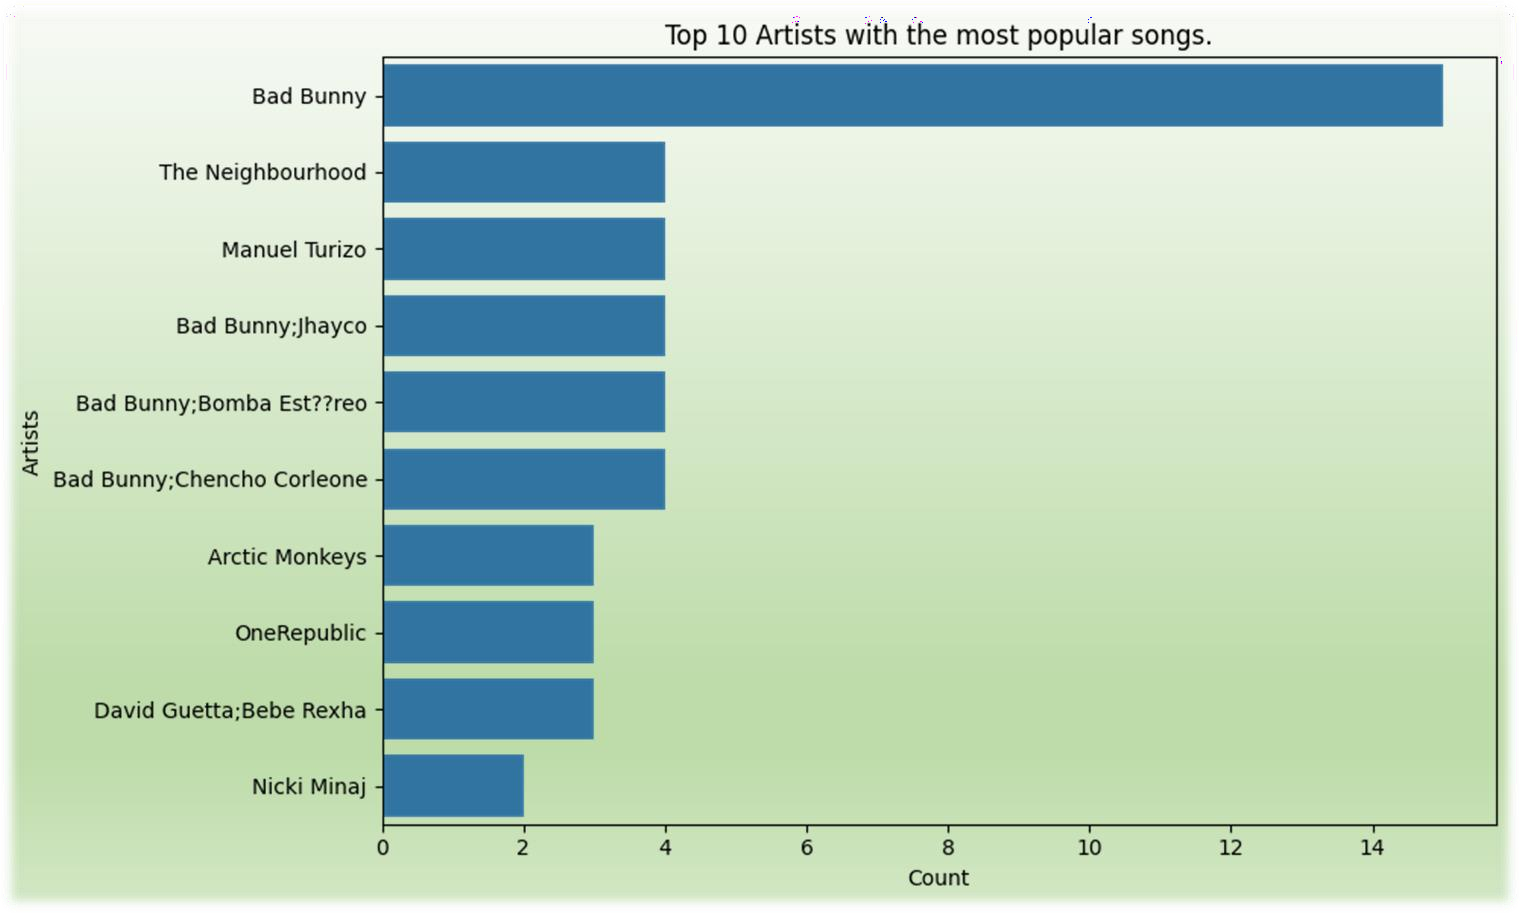 Top 10 Artists with the most popular songs.
Bad Bunny
The Neighbourhood
Manuel Turizo
Bad Bunny;Jhayco
Bad Bunny;Bomba Est??reo
Artists
Bad Bunny;Chencho Corleone
Arctic Monkeys
OneRepublic
David Guetta;Bebe Rexha
Nicki Minaj
0 2 4 6 8 10 12 14
Count